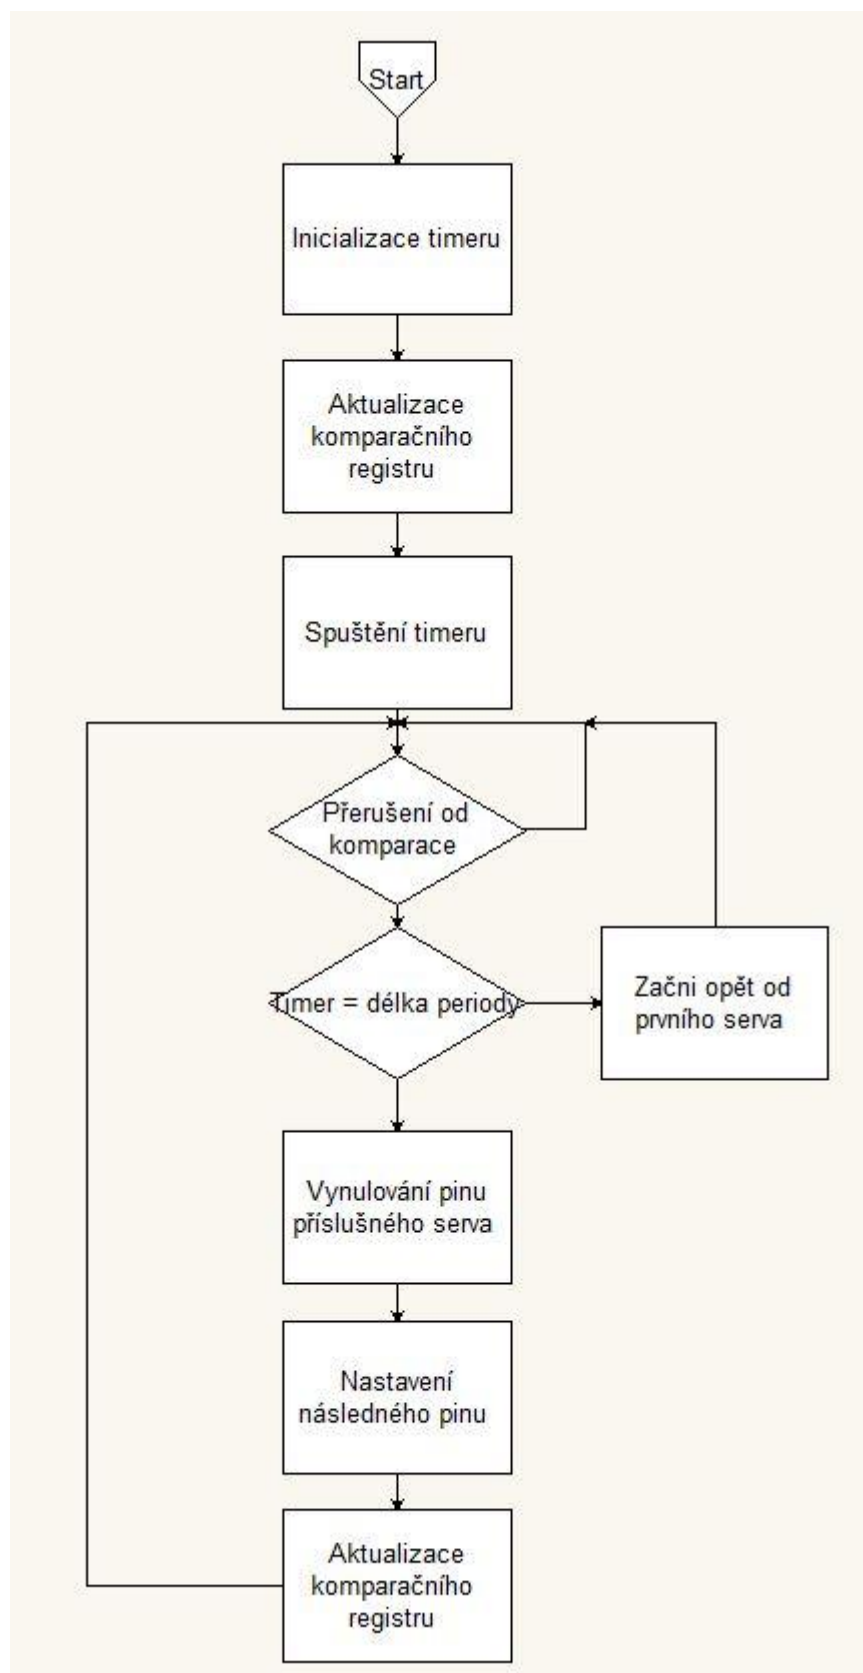 Start
Inicializace timeru
Aktualizace
komparačního
registru
Spuštění timeru
Přerušení od
komparace
Timer = délka periody
Začni opět od
prvního serva
Vynulování pinu
příslušného serva
Nastavení
následného pinu
Aktualizace
komparačního
registru